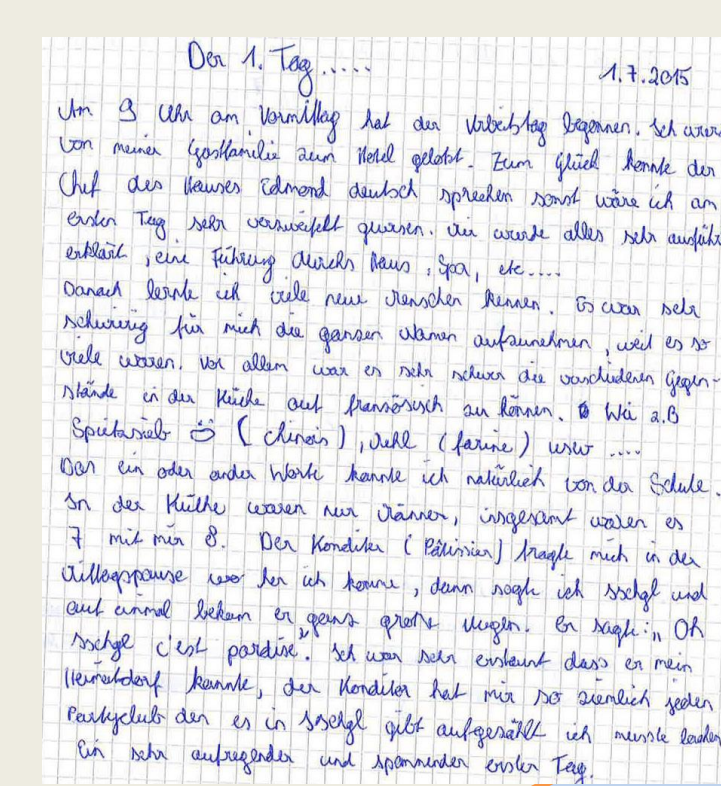 Der 1. Tag.....
1.7.2015
Um 9 Uhr am Vormittag hat der Arbeitstag begonnen. Ich wurde
von meiner Gastfamilie zum Hotel gelotst. Zum Glück konnte der
Chef des Hauses Edmond deutsch sprechen sonst wäre ich am
ersten Tag sehr verzweifelt gewesen. Mir wurde alles sehr ausführ
erklärt, eine Führung durchs Haus, Spa, etc....
Danach lernte ich viele neue Menschen kennen. Es war sehr
schwierig für mich die ganzen Namen aufzunehmen, weil es so
viele waren. Vor allem war es sehr schwer die verschiedenen Gegen-
stände in der Küche auf französisch zu können. Wie z.B
Spitzsieb (chinois), Mehl (farine) usw ....
Das ein oder ander Wort kannte ich natürlich von der Schule.
In der Küche waren nur Männer, insgesamt waren es
7 mit mir 8. Der Konditor (Pâtissier) fragte mich in der
Mittagspause wo her ich komme, dann sagte ich Ischgl und
auf einmal bekam er ganz große Augen. Er sagte: „Oh
Ischgl c'est pardise". Ich war sehr erstaunt dass er mein
Heimatdorf kannte, der Konditor hat mir so ziemlich jeden
Partyclub den es in Ischgl gibt aufgezählt ich musste lachen
Ein sehr aufregender und spannender erster Tag.